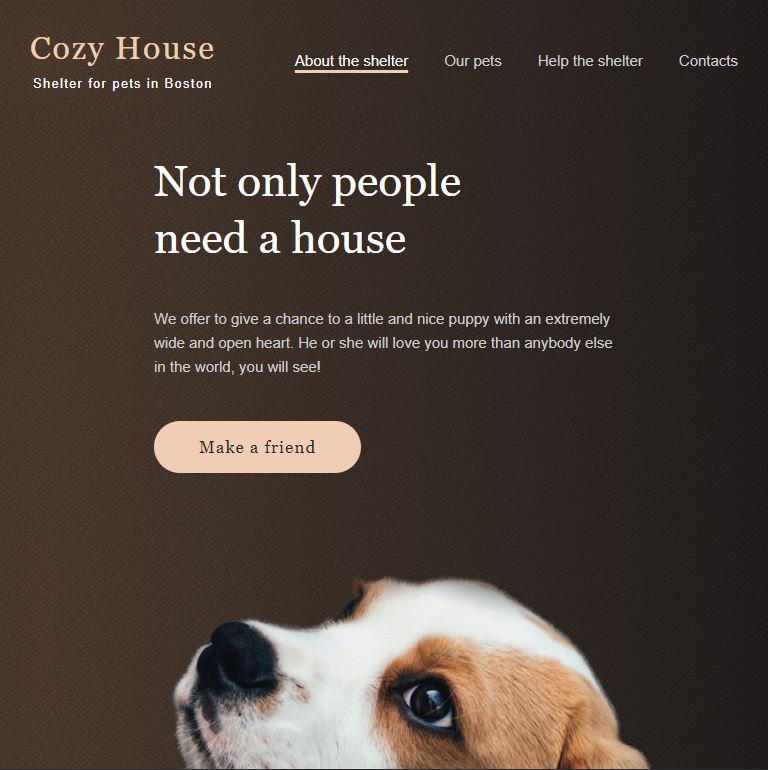 Cozy House
Shelter for pets in Boston
About the shelter
Our pets
Help the shelter
Contacts
Not only people
need a house
We offer to give a chance to a little and nice puppy with an extremely
wide and open heart. He or she will love you more than anybody else
in the world, you will see!
Make a friend